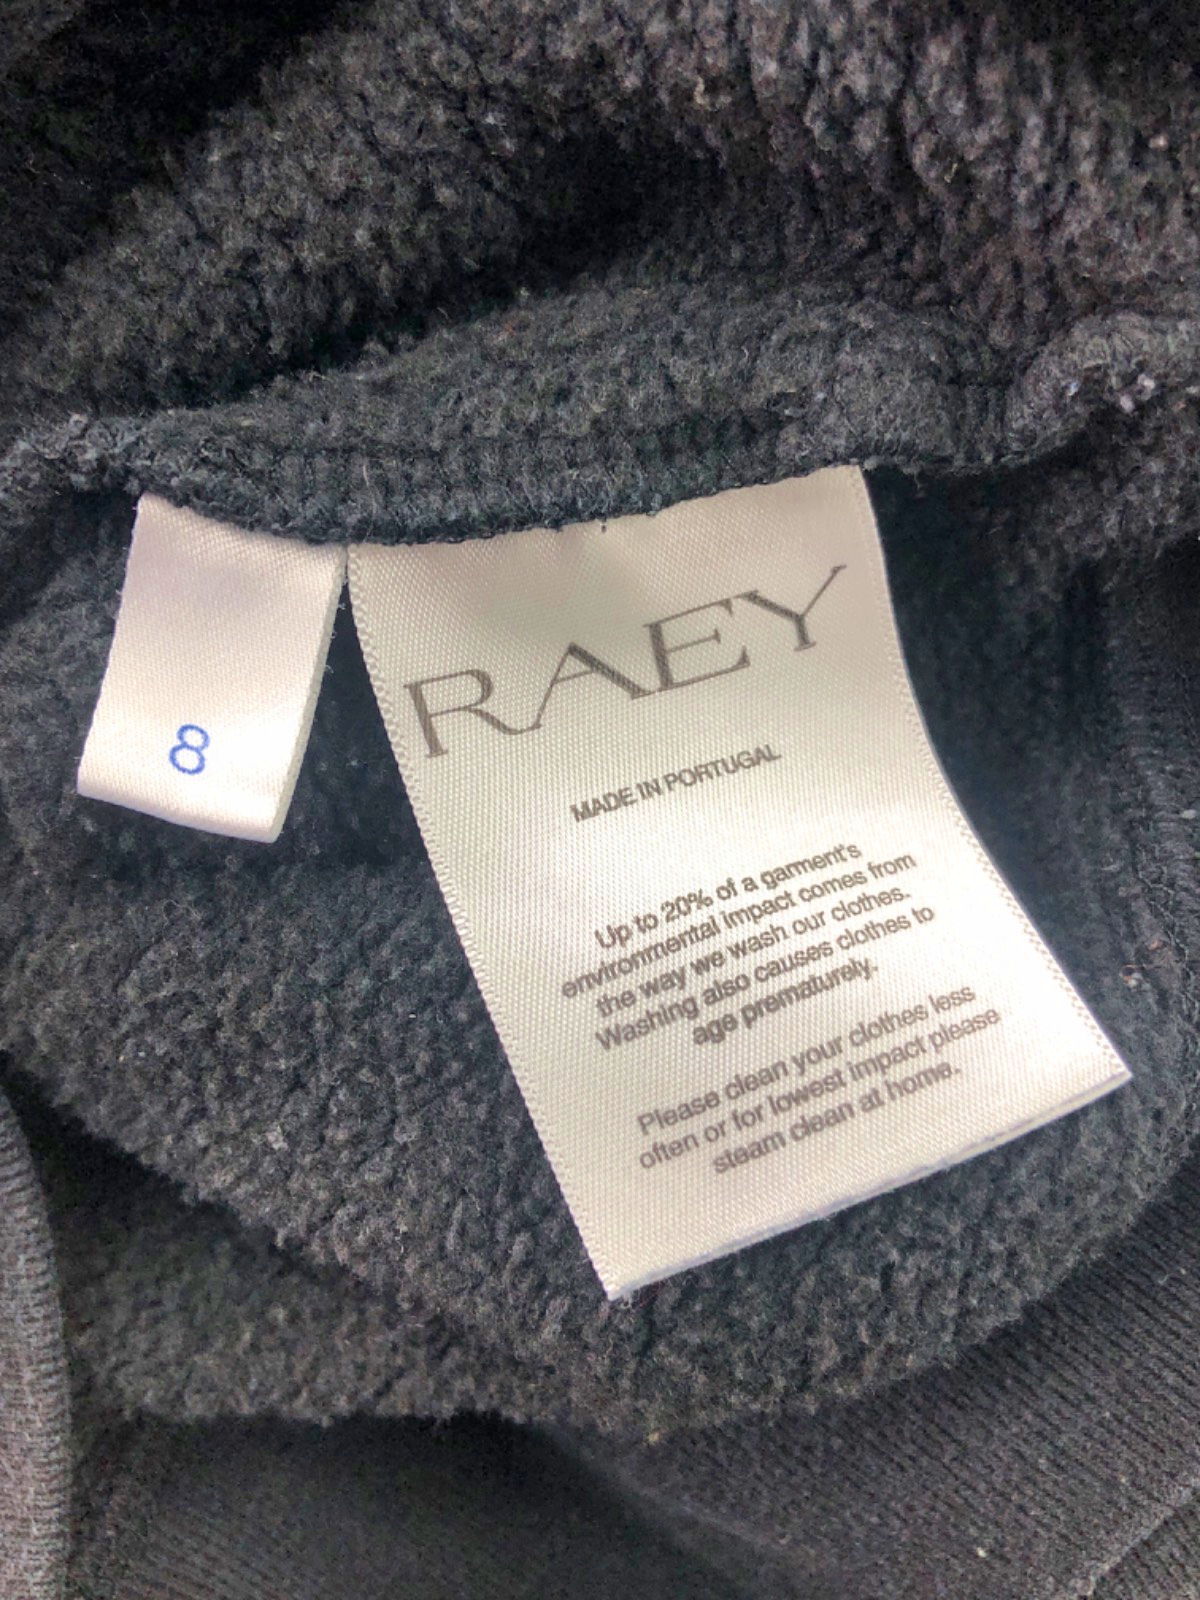 8
RAEY
MADE IN PORTUGAL
Up to 20% of a garment's
environmental impact comes from
the way we wash our clothes.
Washing also causes clothes to
age prematurely.
Please clean your clothes less
often or for lowest impact please
steam clean at home.